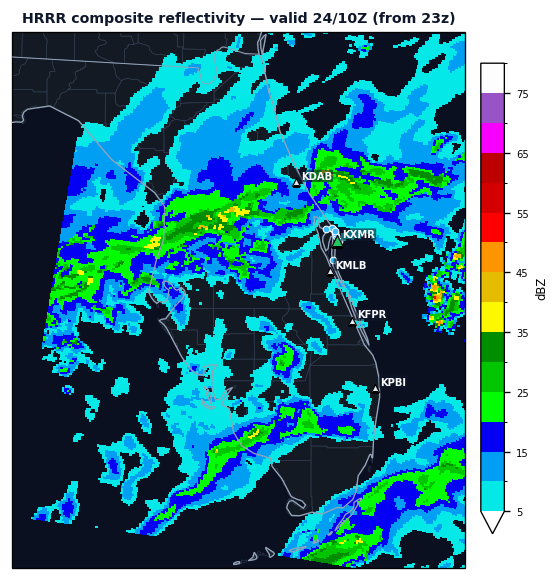 HRRR composite reflectivity — valid 24/10Z (from 23z)
KDAB
KXMR
KMLB
KFPR
KPBI
75
65
55
45
35
25
15
5
dBZ